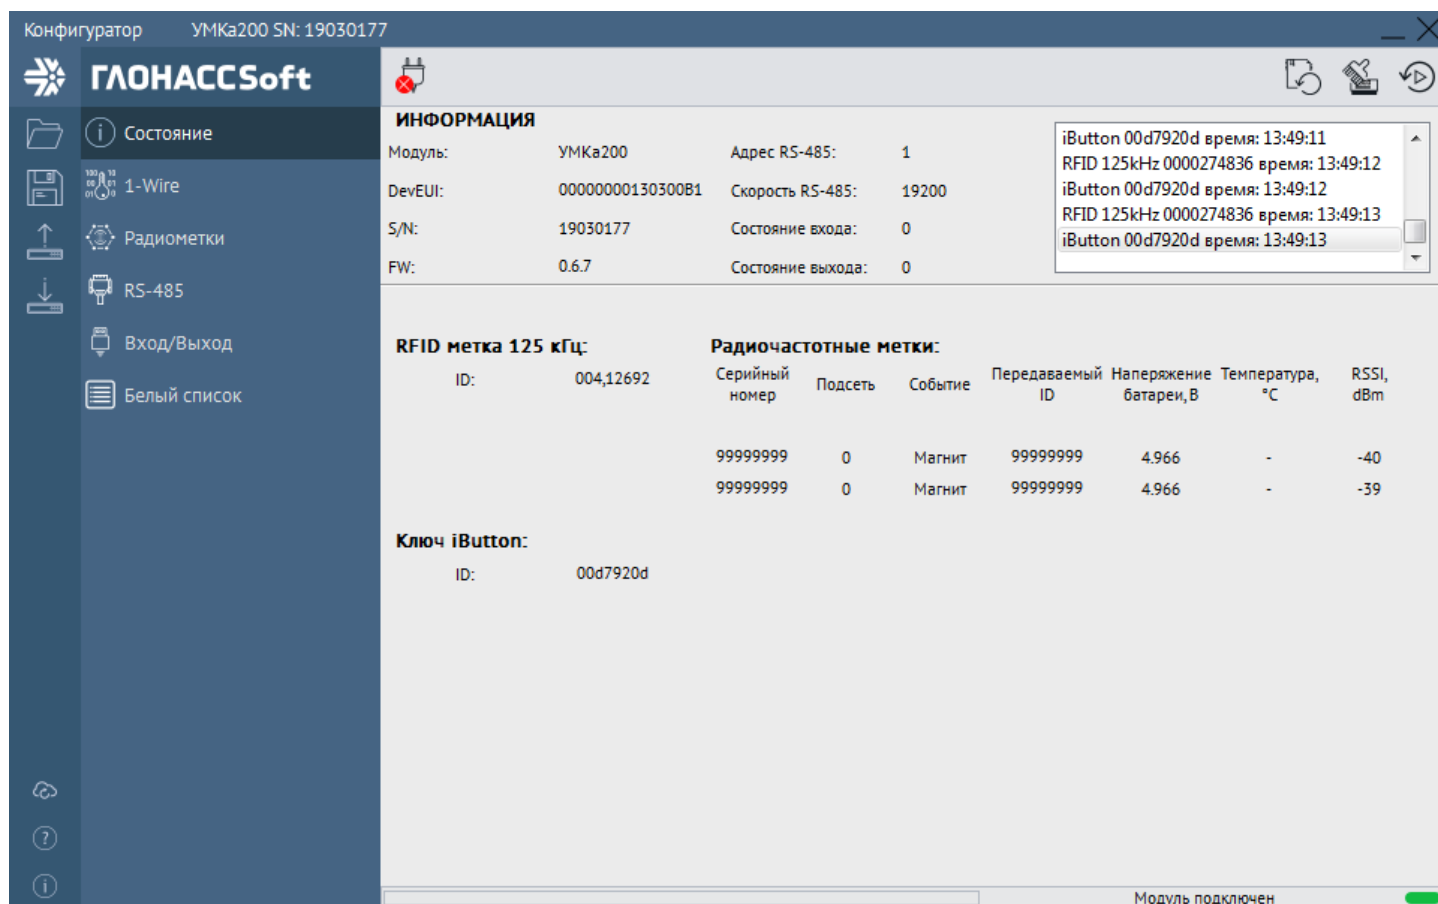 Конфигуратор УМКа200 SN: 19030177
ГЛОНАССSoft
Состояние
1-Wire
Радиометки
RS-485
Вход/Выход
Белый список
ИНФОРМАЦИЯ
Модуль: УМКа200 Адрес RS-485: 1
DevEUI: 00000000130300B1 Скорость RS-485: 19200
S/N: 19030177 Состояние входа: 0
FW: 0.6.7 Состояние выхода: 0
iButton 00d7920d время: 13:49:11
RFID 125kHz 0000274836 время: 13:49:12
iButton 00d7920d время: 13:49:12
RFID 125kHz 0000274836 время: 13:49:13
iButton 00d7920d время: 13:49:13
RFID метка 125 кГц:
ID: 004,12692
Радиочастотные метки:
Серийный номер Подсеть Событие Передаваемый ID Наперяжение батареи,В Температура, °C RSSI, dBm
99999999 0 Магнит 99999999 4.966 - -40
99999999 0 Магнит 99999999 4.966 - -39
Ключ iButton:
ID: 00d7920d
Модуль подключен